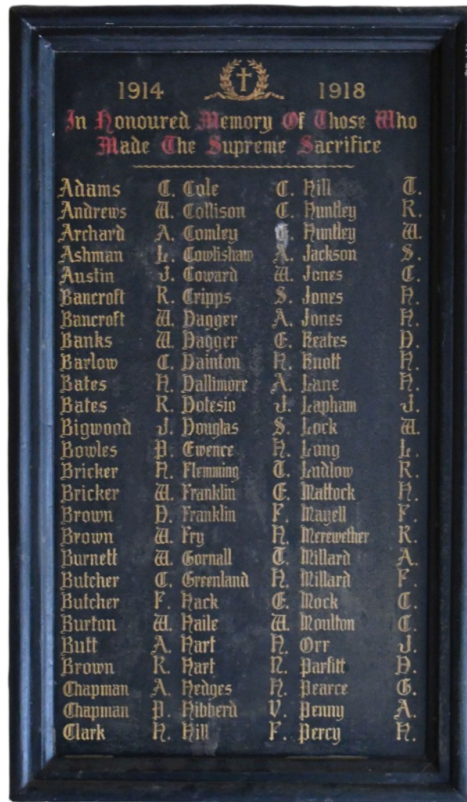 1914 1918
In Honoured Memory Of Those Who
Made The Supreme Sacrifice
Adams C. Cole C. Hill T.
Andrews W. Collison C. Huntley R.
Archard A. Comley Huntley W.
Ashman L. Cowlishaw A. Jackson S.
Austin J. Coward W. Jones C.
Bancroft R. Cripps S. Jones H.
Bancroft W. Dagger A. Jones H.
Banks W. Dagger E. Keates D.
Barlow C. Dainton H. Knott H.
Bates H. Dallimore A. Lane H.
Bates R. Dotesio J. Lapham J.
Bigwood J. Douglas S. Lock W.
Bowles P. Ewence H. Long L.
Bricker H. Flemming T. Ludlow R.
Bricker W. Franklin E. Mattock H.
Brown D. Franklin F. Mayell F.
Brown W. Fry H. Merewether R.
Burnett W. Gornall T. Millard A.
Butcher C. Greenland H. Millard F.
Butcher F. Hack E. Mock C.
Burton W. Haile W. Moulton C.
Butt A. Hart H. Orr J.
Brown R. Hart N. Parfitt D.
Chapman A. Hedges H. Pearce G.
Chapman P. Hibberd V. Penny A.
Clark H. Hill F. Percy H.